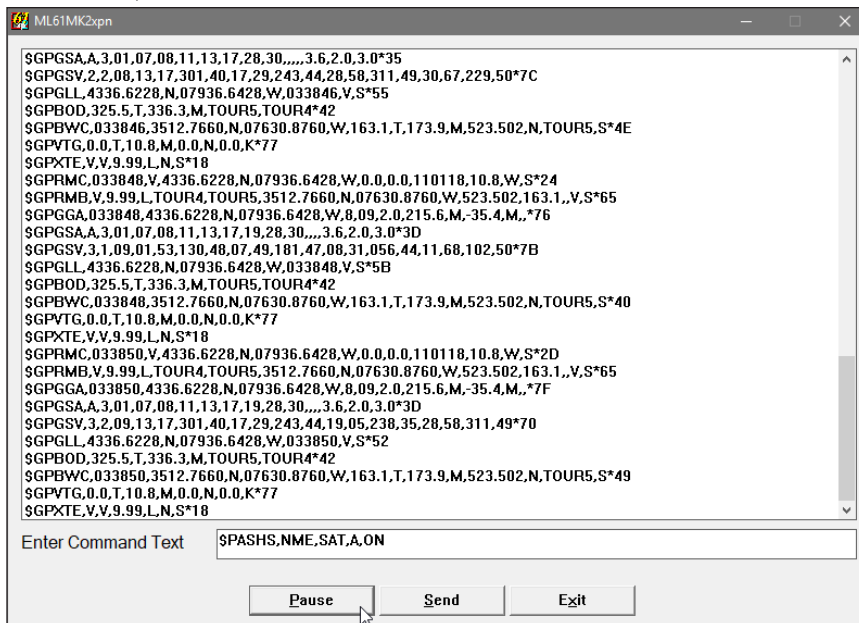 ML61MK2xpn
$GPGSA,A,3,01,07,08,11,13,17,28,30,,,,,3.6,2.0,3.0*35
$GPGSV,2,2,08,13,17,301,40,17,29,243,44,28,58,311,49,30,67,229,50*7C
$GPGLL,4336.6228,N,07936.6428,W,033846,V,S*55
$GPBOD,325.5,T,336.3,M,TOUR5,TOUR4*42
$GPBWC,033846,3512.7660,N,07630.8760,W,163.1,T,173.9,M,523.502,N,TOUR5,S*4E
$GPVTG,0.0,T,10.8,M,0.0,N,0.0,K*77
$GPXTE,V,V,9.99,L,N,S*18
$GPRMC,033848,V,4336.6228,N,07936.6428,W,0.0,0.0,110118,10.8,W,S*24
$GPRMB,V,9.99,L,TOUR4,TOUR5,3512.7660,N,07630.8760,W,523.502,163.1,,V,S*65
$GPGGA,033848,4336.6228,N,07936.6428,W,8,09,2.0,215.6,M,-35.4,M,,*76
$GPGSA,A,3,01,07,08,11,13,17,19,28,30,,,,3.6,2.0,3.0*3D
$GPGSV,3,1,09,01,53,130,48,07,49,181,47,08,31,056,44,11,68,102,50*7B
$GPGLL,4336.6228,N,07936.6428,W,033848,V,S*5B
$GPBOD,325.5,T,336.3,M,TOUR5,TOUR4*42
$GPBWC,033848,3512.7660,N,07630.8760,W,163.1,T,173.9,M,523.502,N,TOUR5,S*40
$GPVTG,0.0,T,10.8,M,0.0,N,0.0,K*77
$GPXTE,V,V,9.99,L,N,S*18
$GPRMC,033850,V,4336.6228,N,07936.6428,W,0.0,0.0,110118,10.8,W,S*2D
$GPRMB,V,9.99,L,TOUR4,TOUR5,3512.7660,N,07630.8760,W,523.502,163.1,,V,S*65
$GPGGA,033850,4336.6228,N,07936.6428,W,8,09,2.0,215.6,M,-35.4,M,,*7F
$GPGSA,A,3,01,07,08,11,13,17,19,28,30,,,,3.6,2.0,3.0*3D
$GPGSV,3,2,09,13,17,301,40,17,29,243,44,19,05,238,35,28,58,311,49*70
$GPGLL,4336.6228,N,07936.6428,W,033850,V,S*52
$GPBOD,325.5,T,336.3,M,TOUR5,TOUR4*42
$GPBWC,033850,3512.7660,N,07630.8760,W,163.1,T,173.9,M,523.502,N,TOUR5,S*49
$GPVTG,0.0,T,10.8,M,0.0,N,0.0,K*77
$GPXTE,V,V,9.99,L,N,S*18
Enter Command Text $PASHS,NME,SAT,A,ON
Pause Send Exit